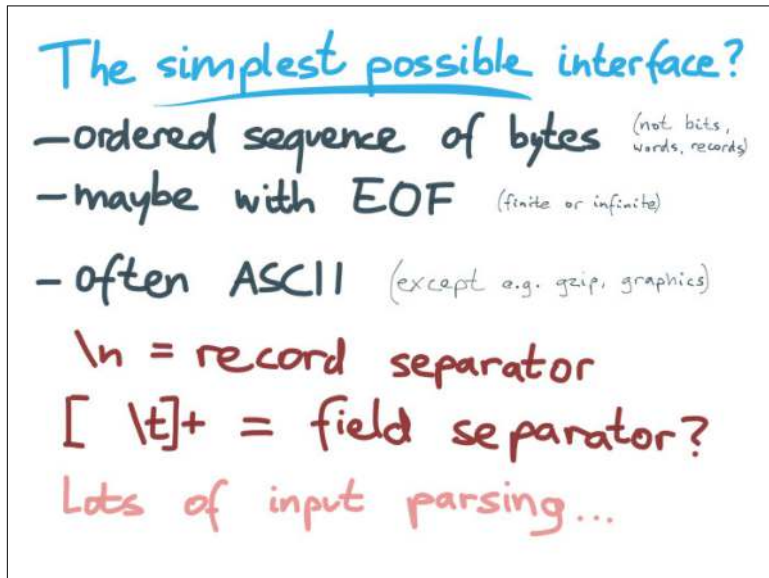 The simplest possible interface?
– ordered sequence of bytes (not bits, words, records)
– maybe with EOF (finite or infinite)
– often ASCII (except e.g. gzip, graphics)
\n = record separator
[ \t]+ = field separator?
Lots of input parsing...